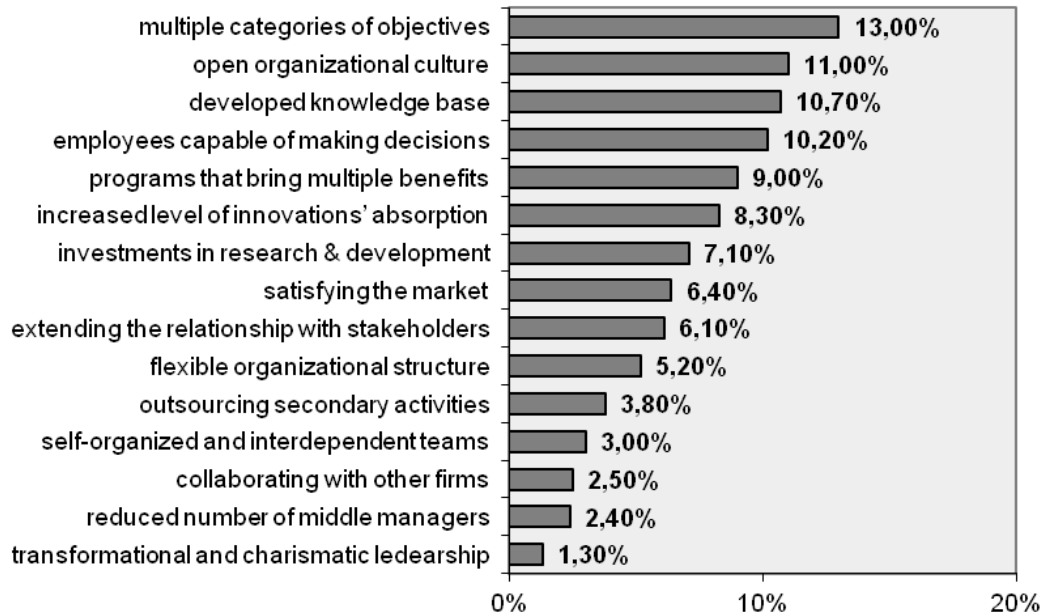 multiple categories of objectives 13,00%
open organizational culture 11,00%
developed knowledge base 10,70%
employees capable of making decisions 10,20%
programs that bring multiple benefits 9,00%
increased level of innovations’ absorption 8,30%
investments in research & development 7,10%
satisfying the market 6,40%
extending the relationship with stakeholders 6,10%
flexible organizational structure 5,20%
outsourcing secondary activities 3,80%
self-organized and interdependent teams 3,00%
collaborating with other firms 2,50%
reduced number of middle managers 2,40%
transformational and charismatic ledearship 1,30%
0% 10% 20%